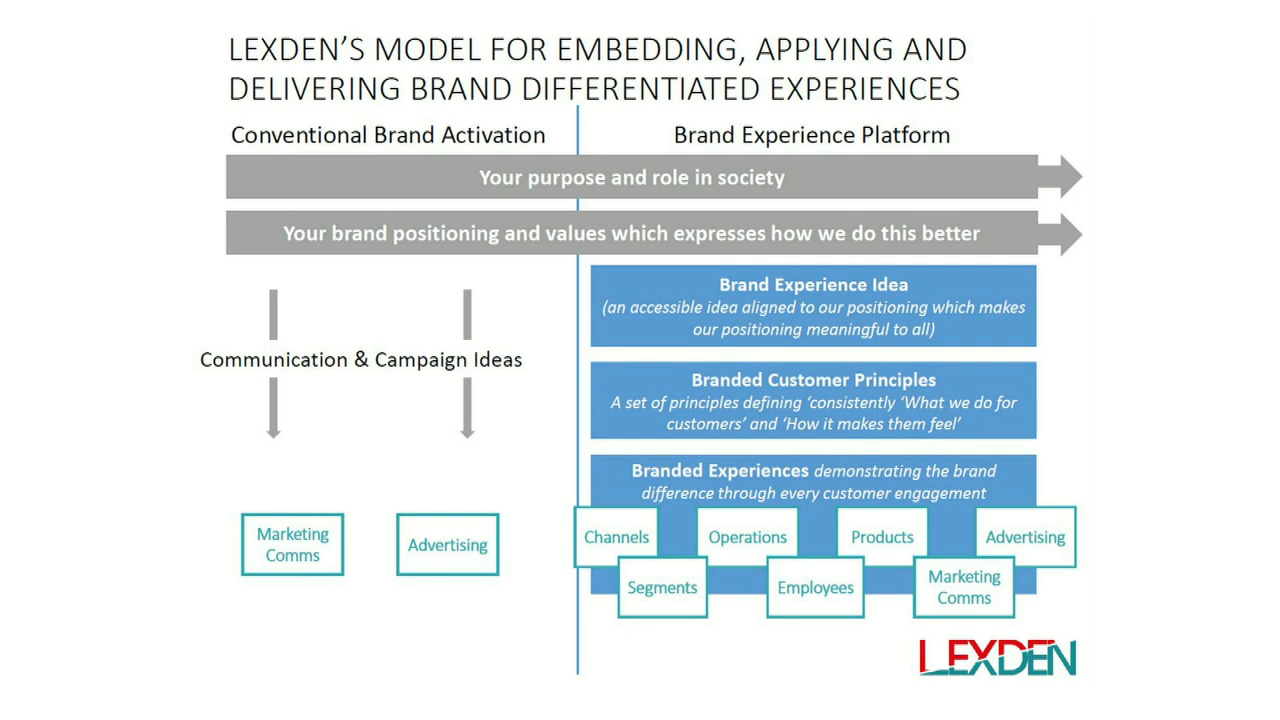 LEXDEN'S MODEL FOR EMBEDDING, APPLYING AND
DELIVERING BRAND DIFFERENTIATED EXPERIENCES
Conventional Brand Activation
Brand Experience Platform
Your purpose and role in society
Your brand positioning and values which expresses how we do this better
Communication & Campaign Ideas
Marketing
Comms
Advertising
Brand Experience Idea
(an accessible idea aligned to our positioning which makes
our positioning meaningful to all)
Branded Customer Principles
A set of principles defining ‘consistently ‘What we do for
customers’ and ‘How it makes them feel’
Branded Experiences demonstrating the brand
difference through every customer engagement
Channels
Operations
Products
Advertising
Segments
Employees
Marketing
Comms
LEXDEN